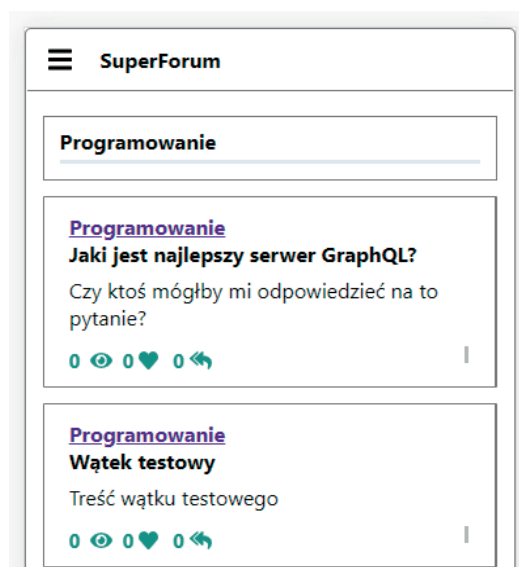 SuperForum
Programowanie
Programowanie
Jaki jest najlepszy serwer GraphQL?
Czy ktoś mógłby mi odpowiedzieć na to
pytanie?
0 0 0
Programowanie
Wątek testowy
Treść wątku testowego
0 0 0